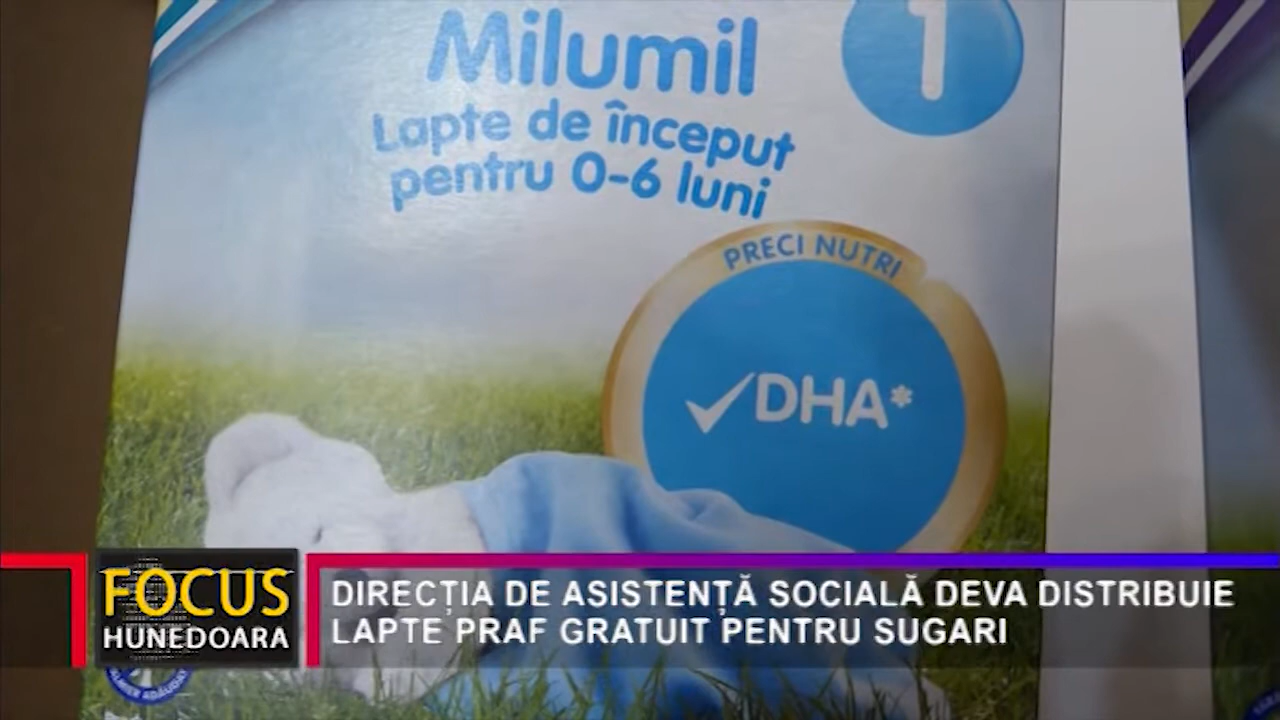 Milumil
1
Lapte de început
pentru 0-6 luni
PRECI NUTRI
✓DHA*
FOCUS
HUNEDOARA
DIRECȚIA DE ASISTENȚĂ SOCIALĂ DEVA DISTRIBUIE
LAPTE PRAF GRATUIT PENTRU SUGARI